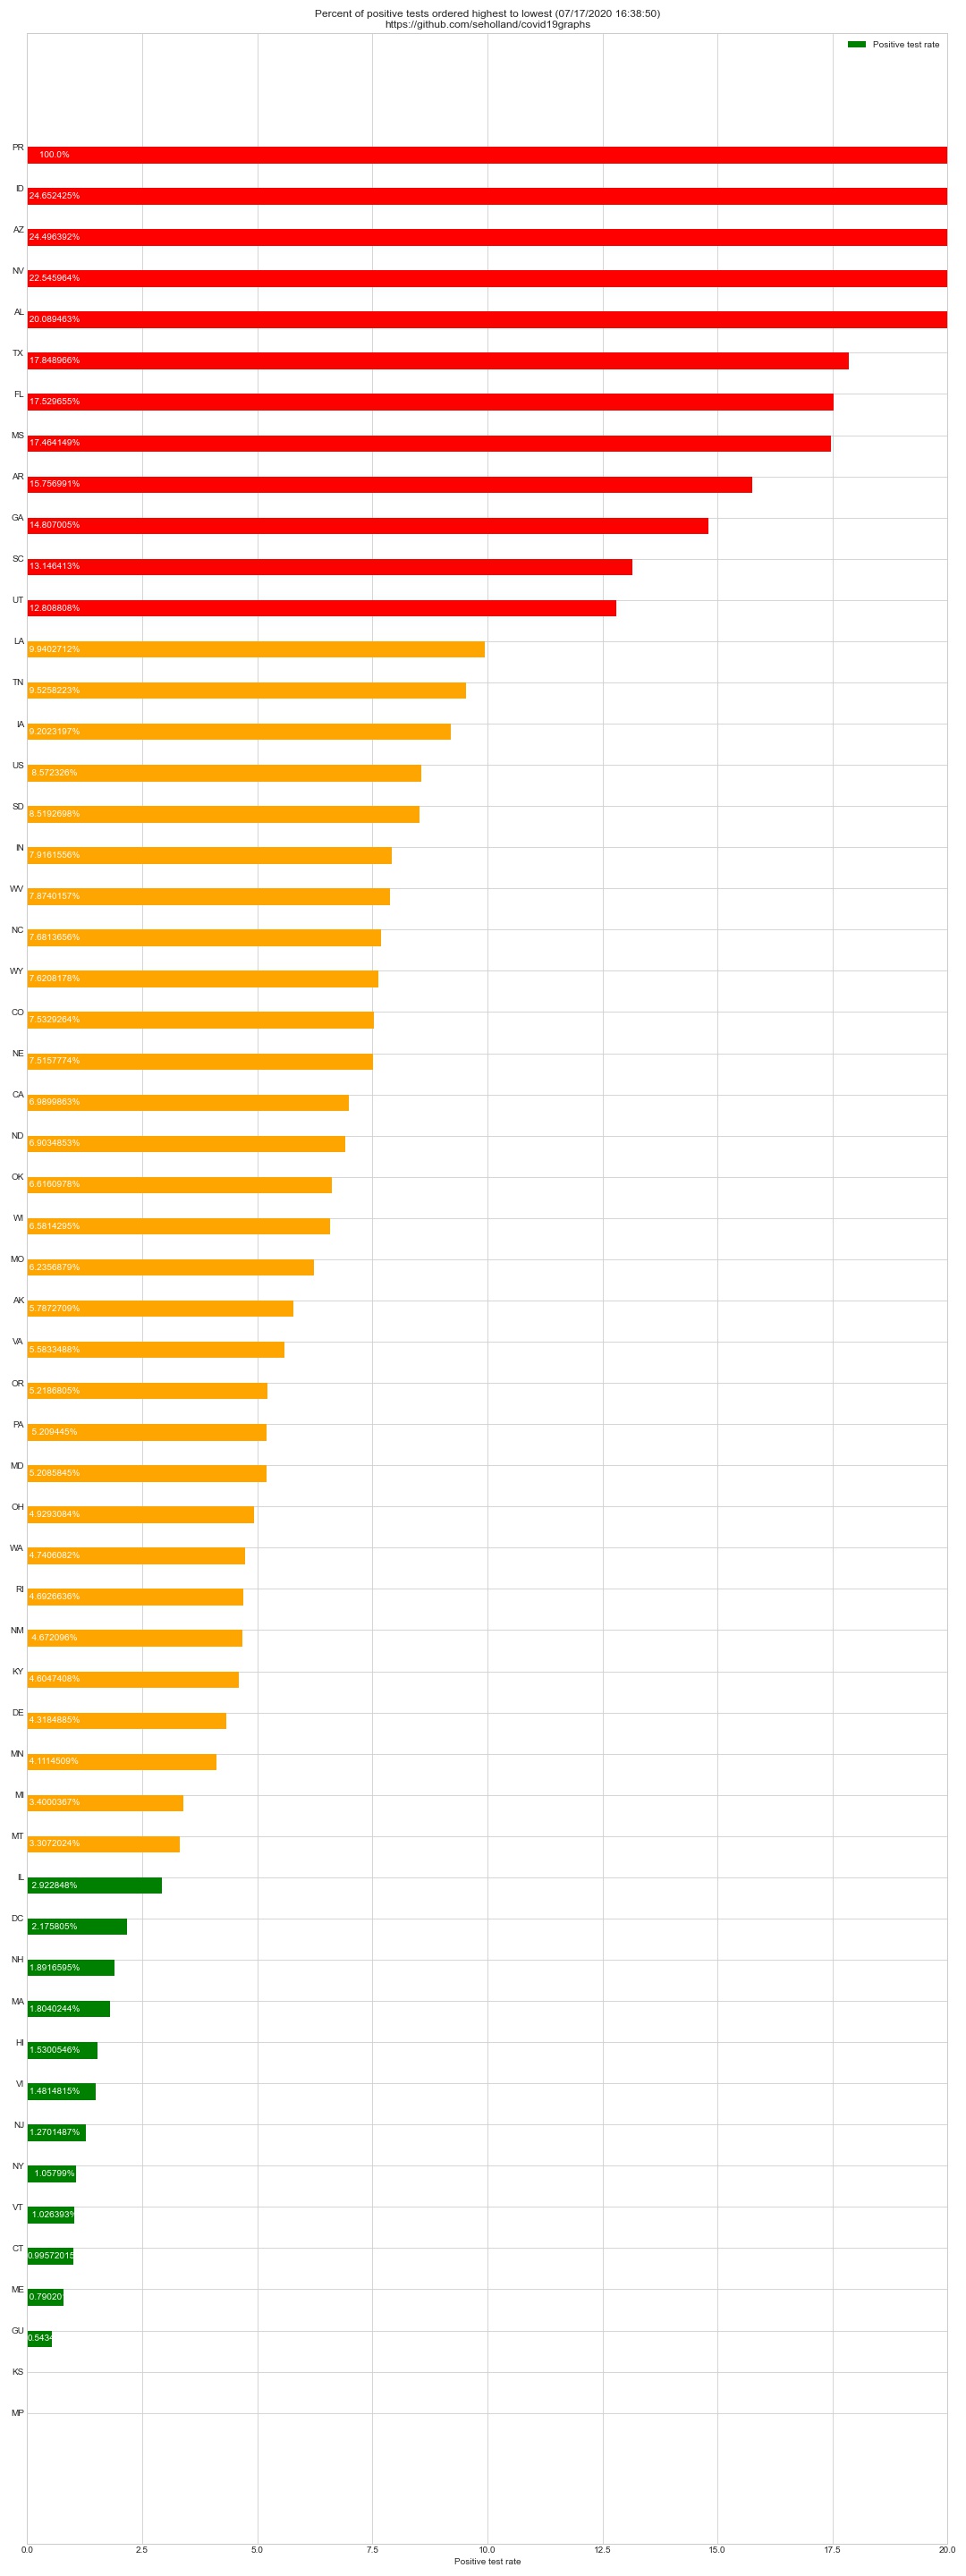 Percent of positive tests ordered highest to lowest (07/17/2020 16:38:50)
https://github.com/seholland/covid19graphs
Positive test rate
PR 100.0%
ID 24.652425%
AZ 24.496392%
NV 22.545964%
AL 20.089463%
TX 17.848966%
FL 17.529655%
MS 17.464149%
AR 15.756991%
GA 14.807005%
SC 13.146413%
UT 12.808808%
LA 9.9402712%
TN 9.5258223%
IA 9.2023197%
US 8.572326%
SD 8.5192698%
IN 7.9161556%
WV 7.8740157%
NC 7.6813656%
WY 7.6208178%
CO 7.5329264%
NE 7.5157774%
CA 6.9899863%
ND 6.9034853%
OK 6.6160978%
WI 6.5814295%
MO 6.2356879%
AK 5.7872709%
VA 5.5833488%
OR 5.2186805%
PA 5.209445%
MD 5.2085845%
OH 4.9293084%
WA 4.7406082%
RI 4.6926636%
NM 4.672096%
KY 4.6047408%
DE 4.3184885%
MN 4.1114509%
MI 3.4000367%
MT 3.3072024%
IL 2.922848%
DC 2.175805%
NH 1.8916595%
MA 1.8040244%
HI 1.5300546%
VI 1.4814815%
NJ 1.2701487%
NY 1.05799%
VT 1.026393%
CT 0.99572015
ME 0.79020
GU 0.543
KS
MP
0.0 2.5 5.0 7.5 10.0 12.5 15.0 17.5 20.0
Positive test rate